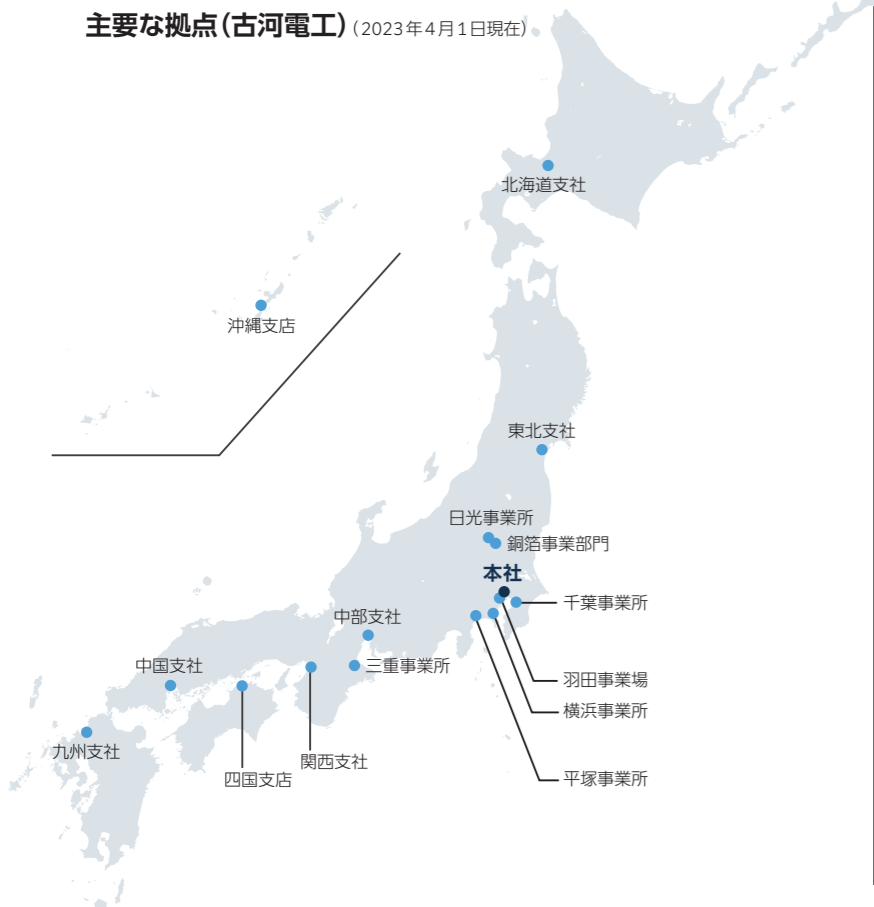 主要な拠点(古河電工)(2023年4月1日現在)
北海道支社
沖縄支店
東北支社
日光事業所
銅箔事業部門
本社
千葉事業所
中部支社
三重事業所
中国支社
羽田事業場
横浜事業所
九州支社
関西支社
四国支店
平塚事業所